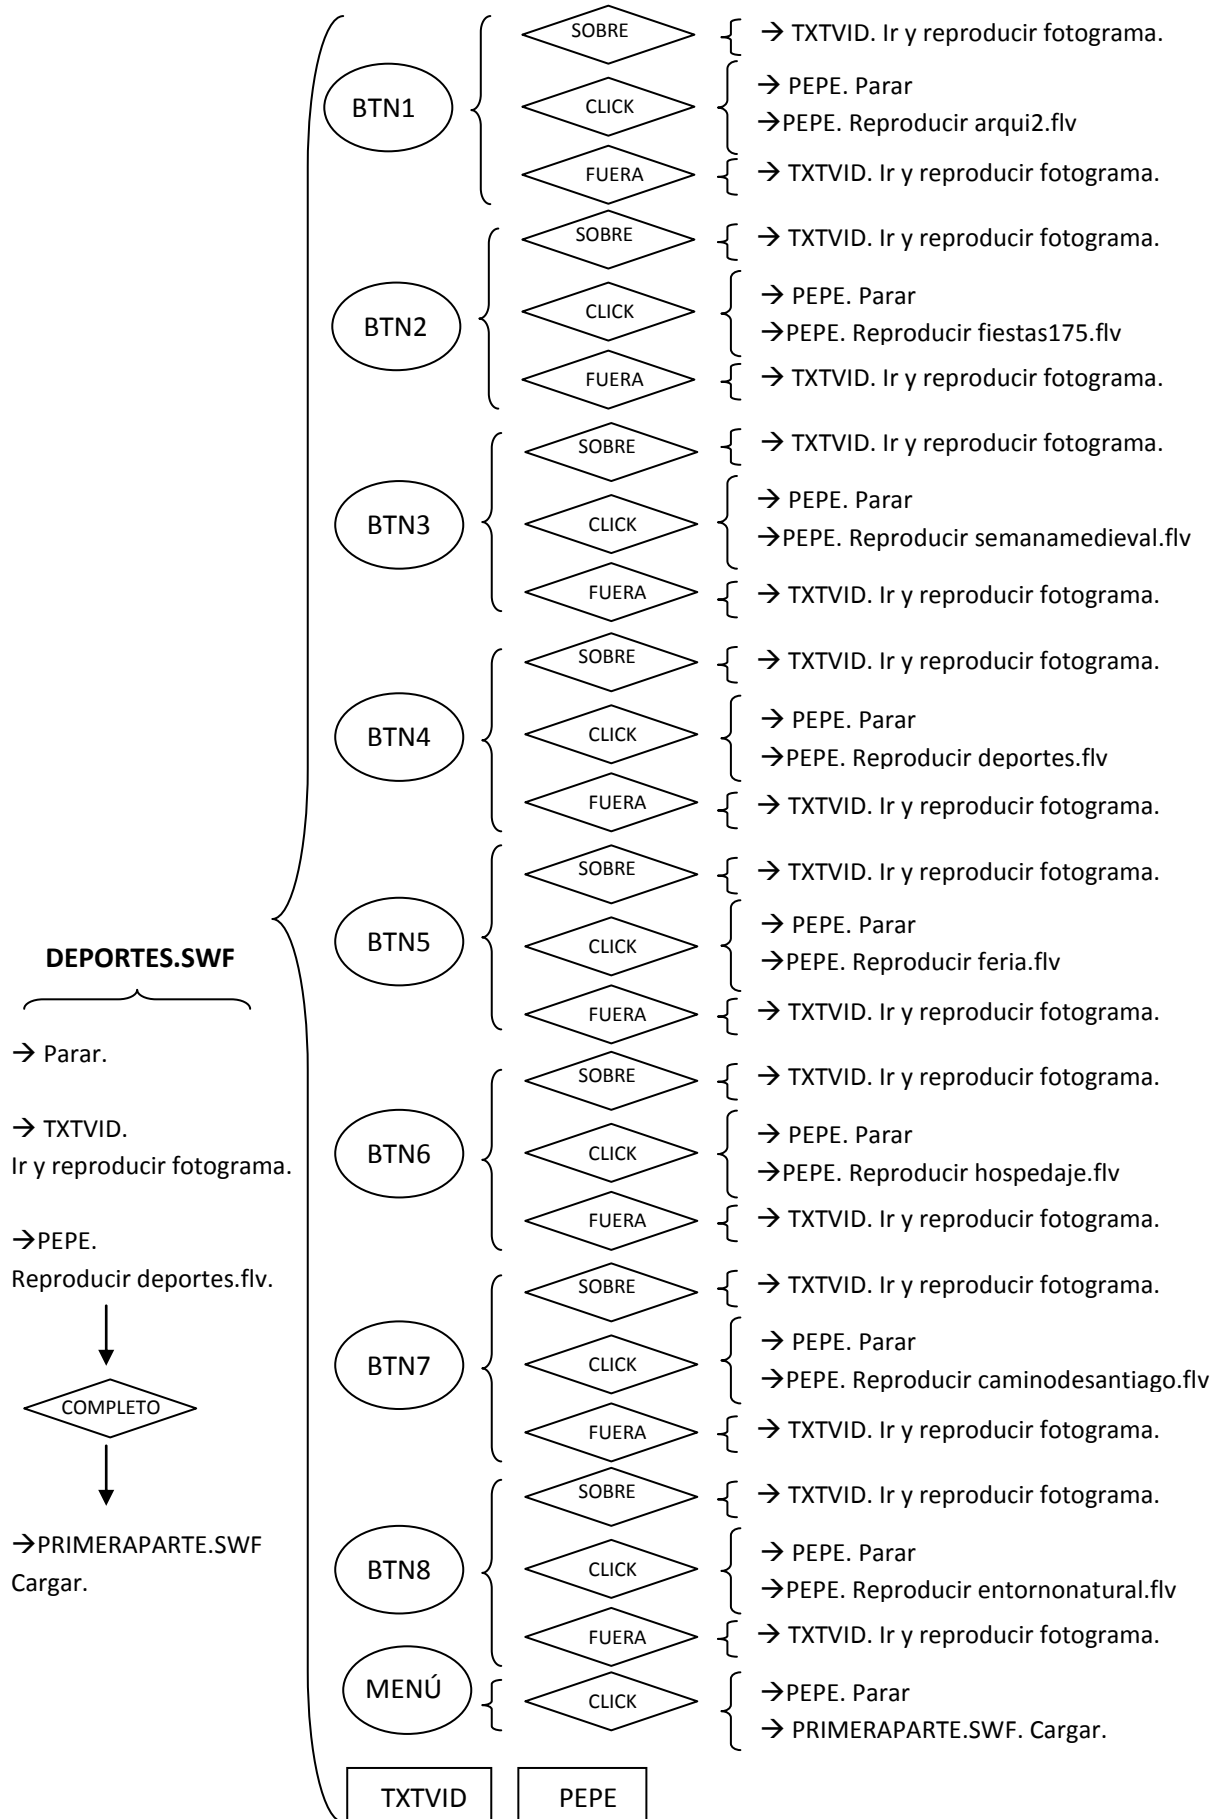 DEPORTES.SWF
→ Parar.
→ TXTVID.
Ir y reproducir fotograma.
→PEPE.
Reproducir deportes.flv.
COMPLETO
→PRIMERAPARTE.SWF
Cargar.
BTN1
SOBRE
→ TXTVID. Ir y reproducir fotograma.
CLICK
→ PEPE. Parar
→PEPE. Reproducir arqui2.flv
FUERA
→ TXTVID. Ir y reproducir fotograma.
BTN2
SOBRE
→ TXTVID. Ir y reproducir fotograma.
CLICK
→ PEPE. Parar
→PEPE. Reproducir fiestas175.flv
FUERA
→ TXTVID. Ir y reproducir fotograma.
BTN3
SOBRE
→ TXTVID. Ir y reproducir fotograma.
CLICK
→ PEPE. Parar
→PEPE. Reproducir semanamedieval.flv
FUERA
→ TXTVID. Ir y reproducir fotograma.
BTN4
SOBRE
→ TXTVID. Ir y reproducir fotograma.
CLICK
→ PEPE. Parar
→PEPE. Reproducir deportes.flv
FUERA
→ TXTVID. Ir y reproducir fotograma.
BTN5
SOBRE
→ TXTVID. Ir y reproducir fotograma.
CLICK
→ PEPE. Parar
→PEPE. Reproducir feria.flv
FUERA
→ TXTVID. Ir y reproducir fotograma.
BTN6
SOBRE
→ TXTVID. Ir y reproducir fotograma.
CLICK
→ PEPE. Parar
→PEPE. Reproducir hospedaje.flv
FUERA
→ TXTVID. Ir y reproducir fotograma.
BTN7
SOBRE
→ TXTVID. Ir y reproducir fotograma.
CLICK
→ PEPE. Parar
→PEPE. Reproducir caminodesantiago.flv
FUERA
→ TXTVID. Ir y reproducir fotograma.
BTN8
SOBRE
→ TXTVID. Ir y reproducir fotograma.
CLICK
→ PEPE. Parar
→PEPE. Reproducir entornonatural.flv
FUERA
→ TXTVID. Ir y reproducir fotograma.
MENÚ
CLICK
→PEPE. Parar
→ PRIMERAPARTE.SWF. Cargar.
TXTVID
PEPE